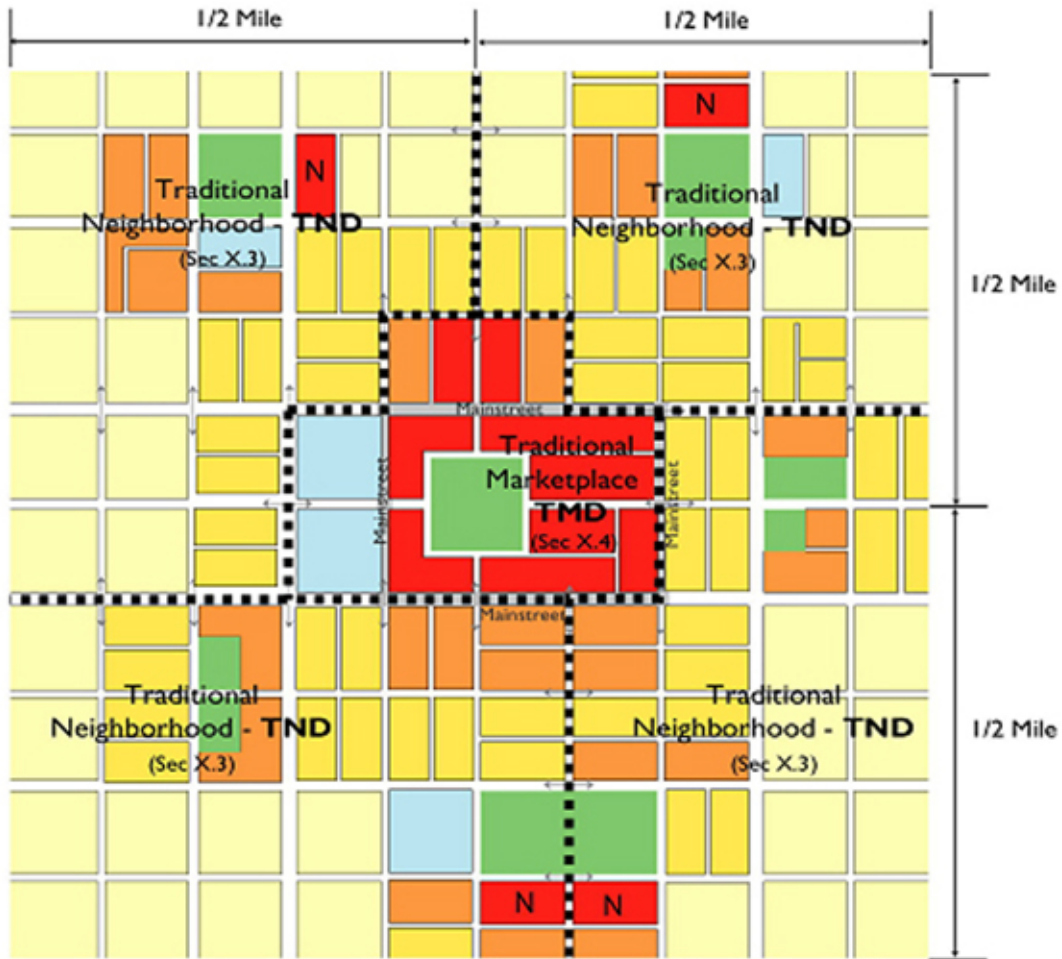 1/2 Mile
1/2 Mile
N
N
Traditional
Neighborhood - TND
(Sec X.3)
Traditional
Neighborhood - TND
(Sec X.3)
1/2 Mile
Mainstreet
Traditional
Marketplace
TMD
(Sec X.4)
Mainstreet
Mainstreet
Mainstreet
Traditional
Neighborhood - TND
(Sec X.3)
Traditional
Neighborhood - TND
(Sec X.3)
1/2 Mile
N
N